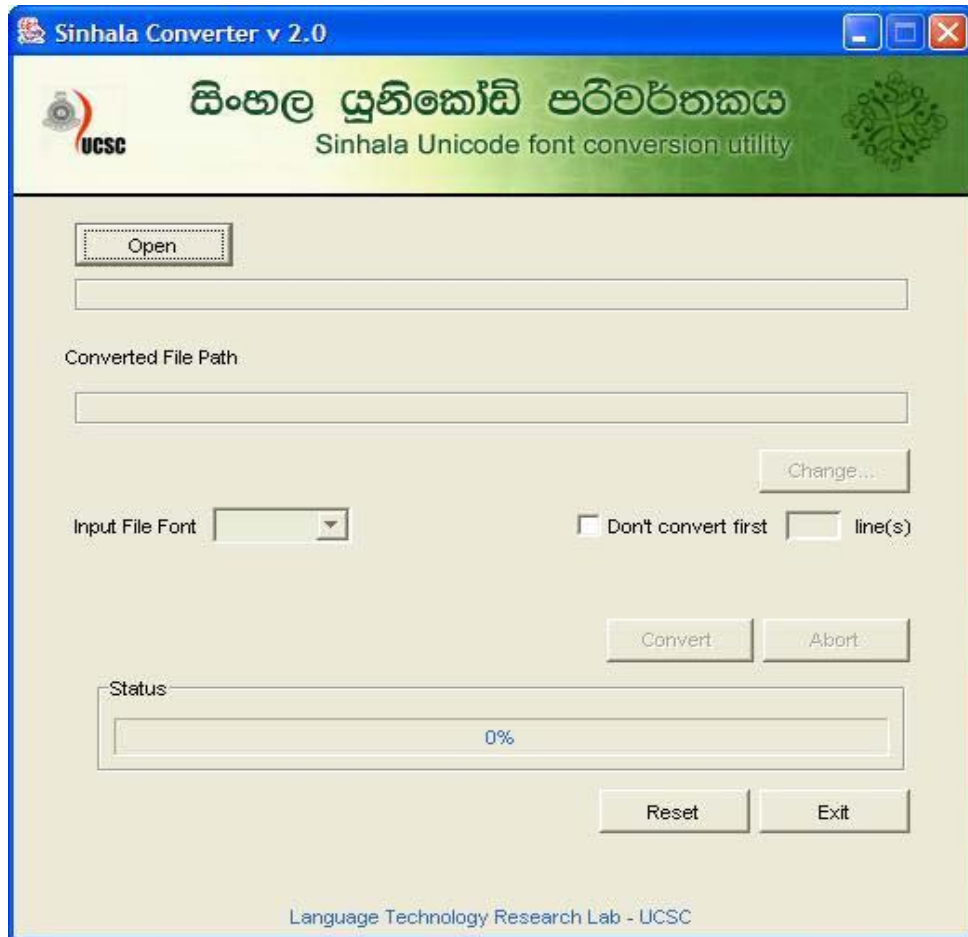 Sinhala Converter v 2.0
සිංහල යූනිකෝඩ් පරිවර්තකය
UCSC
Sinhala Unicode font conversion utility
Open
Converted File Path
Change...
Input File Font
Don't convert first line(s)
Convert Abort
Status
0%
Reset Exit
Language Technology Research Lab - UCSC